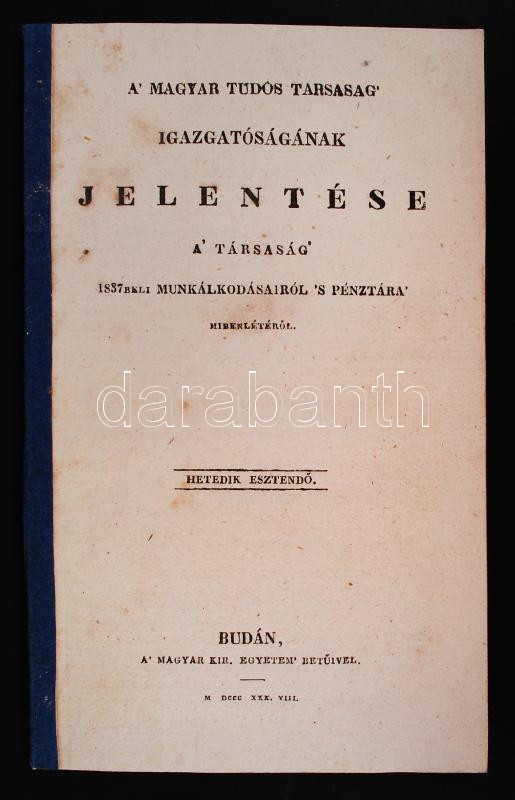 A' MAGYAR TUDÓS TARSASAG'
IGAZGATÓSÁGÁNAK
JELENTÉSE
A' TÁRSASÁG'
1837BELI MUNKÁLKODÁSAIRÓL 'S PÉNZTÁRA'
MIBENLÉTÉRŐL.
darabanth
HETEDIK ESZTENDŐ.
BUDÁN,
A' MAGYAR KIR. EGYETEM' BETŰIVEL.
M DCCC XXX. VIII.